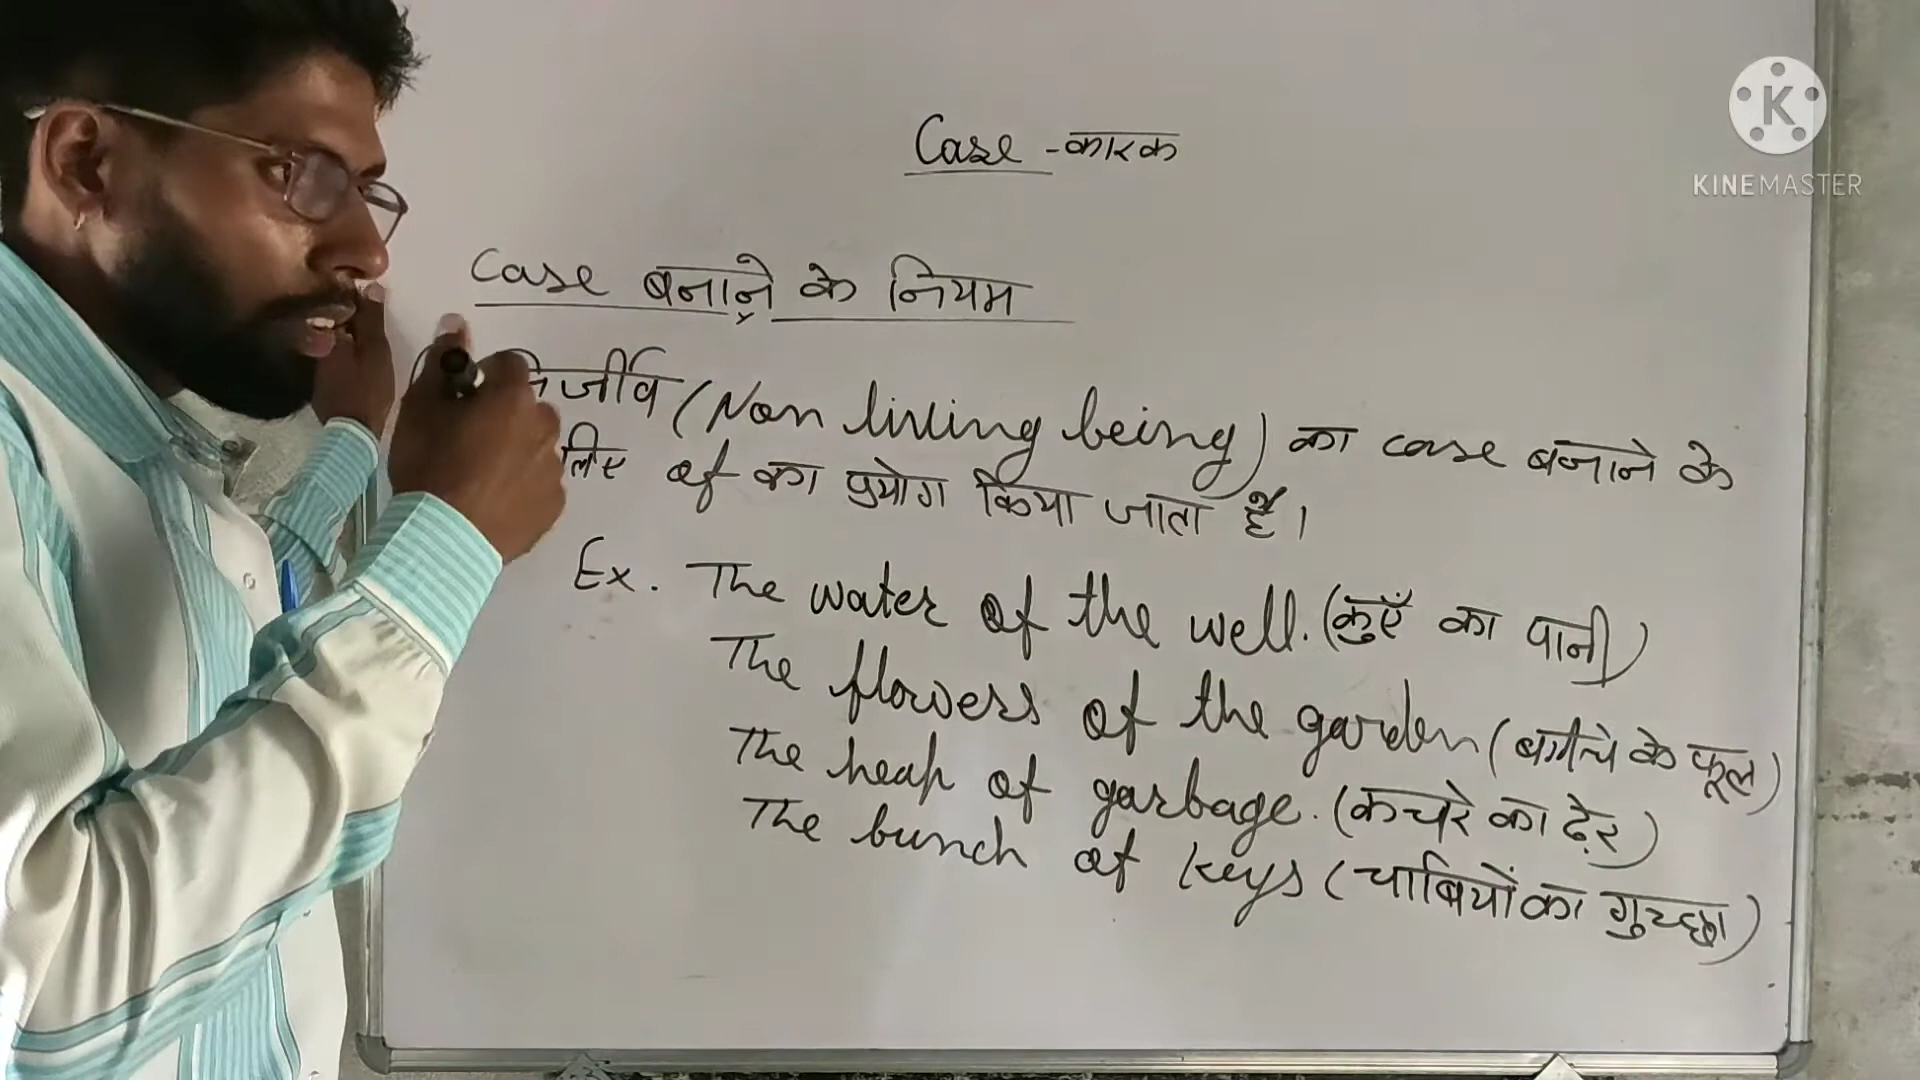 Case - कारक
K
KINEMASTER
Case बनाने के नियम
(Non living being) का case बनाने के
लिए of का प्रयोग किया जाता है।
Ex. The water of the well. (कुएँ का पानी)
The flowers of the garden (बगीचे के फूल)
The heap of garbage. (कचरे का ढ़ेर)
The bunch of keys (चाबियों का गुच्छा)